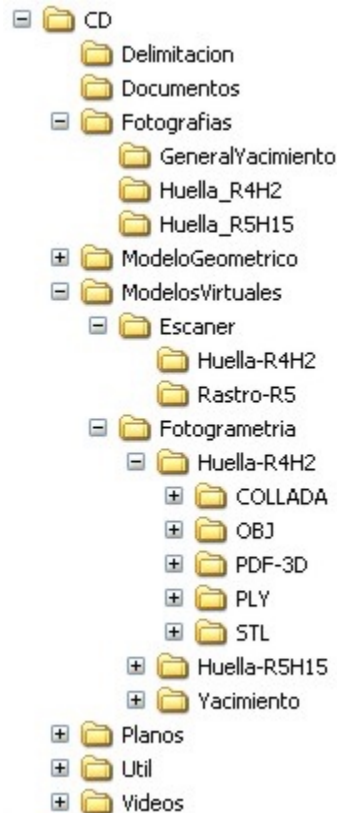 CD
Delimitacion
Documentos
Fotografias
GeneralYacimiento
Huella_R4H2
Huella_R5H15
ModeloGeometrico
ModelosVirtuales
Escaner
Huella-R4H2
Rastro-R5
Fotogrametria
Huella-R4H2
COLLADA
OBJ
PDF-3D
PLY
STL
Huella-R5H15
Yacimiento
Planos
Util
Videos